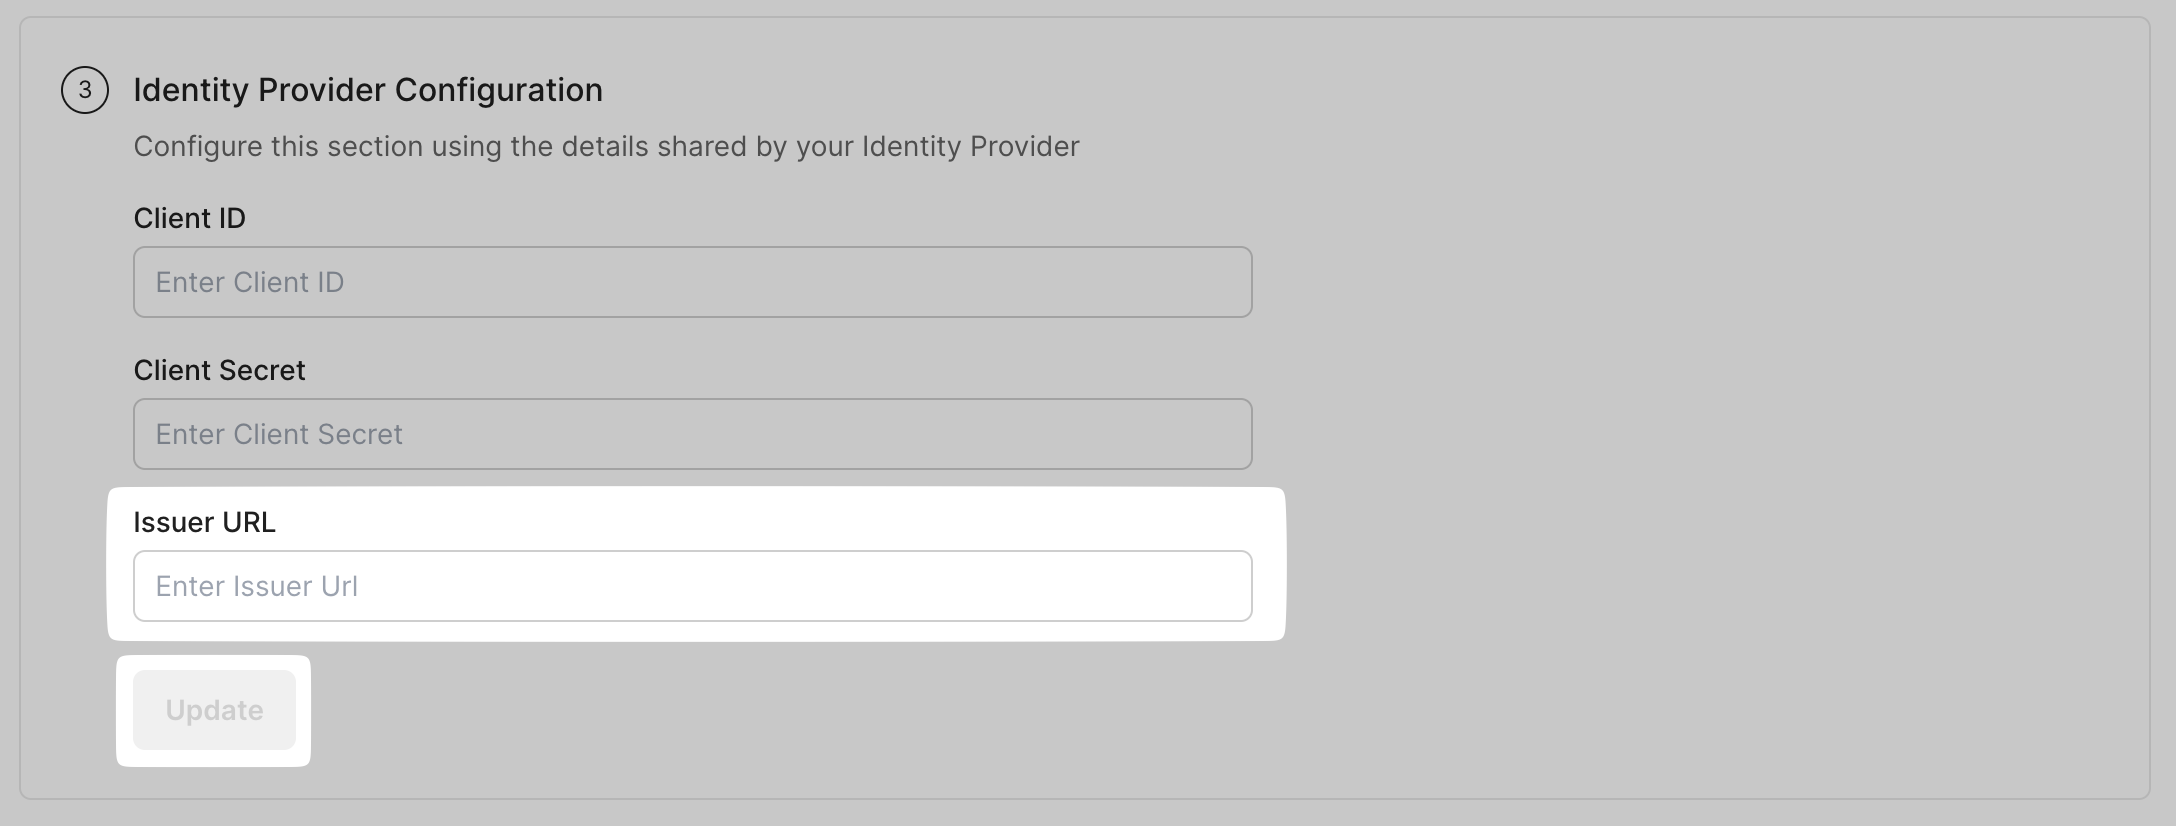 3
Identity Provider Configuration
Configure this section using the details shared by your Identity Provider
Client ID
Enter Client ID
Client Secret
Enter Client Secret
Issuer URL
Enter Issuer Url
Update